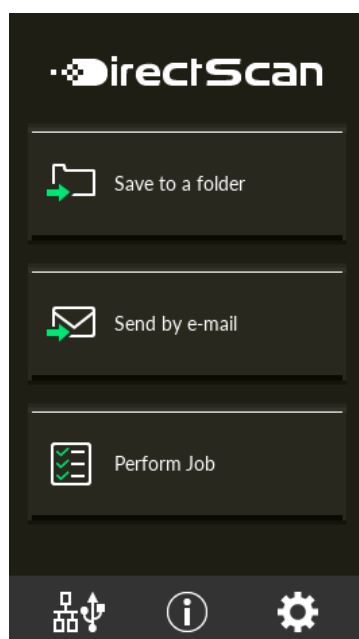 DirectScan
Save to a folder
Send by e-mail
Perform Job